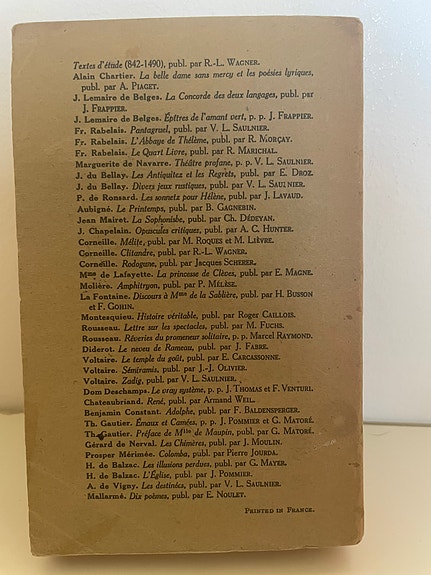 Textes d'étude (842-1490), publ. par R.-L. WAGNER.
Alain Chartier. La belle dame sans mercy et les poésies lyriques,
publ. par A. PIAGET.
J. Lemaire de Belges. La Concorde des deux langages, publ. par
J. FRAPPIER.
J. Lemaire de Belges. Epîtres de l'amant vert, p. p. J. FRAPPIER.
Fr. Rabelais. Pantagruel, publ. par V. L. SAULNIER.
Fr. Rabelais. L'Abbaye de Thélème, publ. par R. MORÇAY.
Fr. Rabelais. Le Quart Livre, publ. par R. MARICHAL.
Marguerite de Navarre. Théâtre profane, p. p. V. L. SAULNIER.
J. du Bellay. Les Antiquitez et les Regrets, publ. par E. DROZ.
J. du Bellay. Divers jeux rustiques, publ. par V. L. SAULNIER.
P. de Ronsard. Les sonnets pour Hélène, publ. par J. LAVAUD.
Aubigné. Le Printemps, publ. par B. GAGNEBIN.
Jean Mairet. La Sophonisbe, publ. par Ch. DÉDEYAN.
J. Chapelain. Opuscules critiques, publ. par A. C. HUNTER.
Corneille. Mélite, publ. par M. ROQUES et M. LIÈVRE.
Corneille. Clitandre, publ. par R.-L. WAGNER.
Corneille. Rodogune, publ. par Jacques SCHERER.
Mme de Lafayette. La princesse de Clèves, publ. par E. MAGNE.
Molière. Amphitryon, publ. par P. MÉLÈSE.
La Fontaine. Discours à Mme de la Sablière, publ. par H. BUSSON
et F. GOHIN.
Montesquieu. Histoire véritable, publ. par Roger CAILLOIS.
Rousseau. Lettre sur les spectacles, publ. par M. FUCHS.
Rousseau. Rêveries du promeneur solitaire, p. p. Marcel RAYMOND.
Diderot. Le neveu de Rameau, publ. par J. FABRE.
Voltaire. Le temple du goût, publ. par E. CARCASSONNE.
Voltaire. Sémiramis, publ. par J.-J. OLIVIER.
Voltaire. Zadig, publ. par V. L. SAULNIER.
Dom Deschamps. Le vray système, p. p. J. THOMAS et F. VENTURI.
Chateaubriand. René, publ. par Armand WEIL.
Benjamin Constant. Adolphe, publ. par F. BALDENSPERGER.
Th. Gautier. Émaux et Camées, p. p. J. POMMIER et G. MATORÉ.
Th. Gautier. Préface de Mlle de Maupin, publ. par G. MATORÉ.
Gérard de Nerval. Les Chimères, publ. par J. MOULIN.
Prosper Mérimée. Colomba, publ. par Pierre JOURDA.
H. de Balzac. Les illusions perdues, publ. par G. MAYER.
H. de Balzac. L'Église, publ. par J. POMMIER.
A. de Vigny. Les destinées, publ. par V. L. SAULNIER.
Mallarmé. Dix poèmes, publ. par E. NOULET.
PRINTED IN FRANCE.